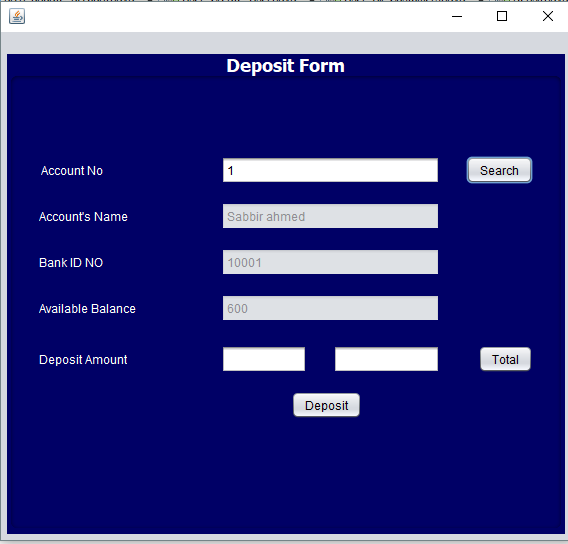 Deposit Form
Account No 1 Search
Account's Name Sabbir ahmed
Bank ID NO 10001
Available Balance 600
Deposit Amount Total
Deposit